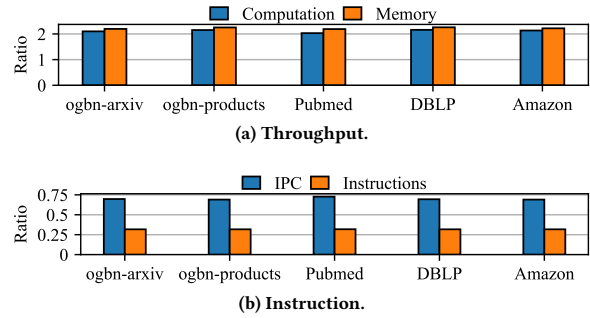 Computation Memory
2
1
0
Ratio
ogbn-arxiv ogbn-products Pubmed DBLP Amazon
(a) Throughput.
IPC Instructions
0.75
0.5
0.25
0
Ratio
ogbn-arxiv ogbn-products Pubmed DBLP Amazon
(b) Instruction.